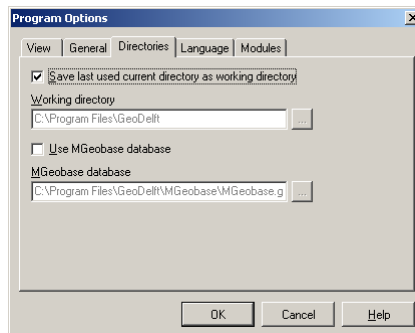 Program Options
View General Directories Language Modules
Save last used current directory as working directory
Working directory
C:\Program Files\GeoDelft
...
Use MGeobase database
MGeobase database
C:\Program Files\GeoDelft\MGeobase\MGeobase.g
...
OK Cancel Help